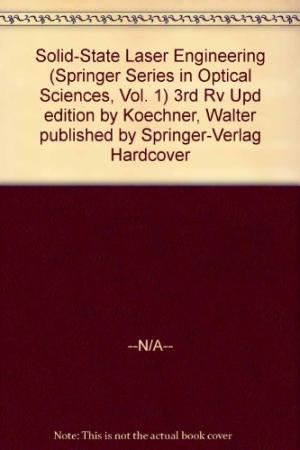 Solid-State Laser Engineering
(Springer Series in Optical
Sciences, Vol. 1) 3rd Rv Upd
edition by Koechner, Walter
published by Springer-Verlag
Hardcover
--N/A--
Note: This is not the actual book cover